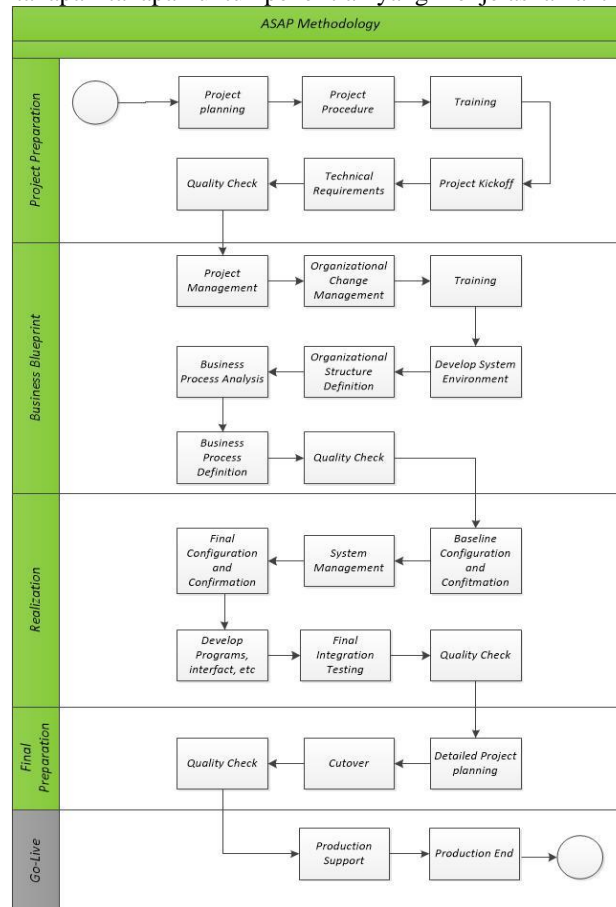 yang
ASAP Methodology
Project Preparation
Project
planning
Project
Procedure
Training
Quality Check
Technical
Requirements
Project Kickoff
Business Blueprint
Project
Management
Organizational
Change
Management
Training
Business
Process Analysis
Organizational
Structure
Definition
Develop System
Environment
Business
Process
Definition
Quality Check
Realization
Final
Configuration
and
Confirmation
System
Management
Baseline
Configuration
and
Confitmation
Develop
Programs,
interfact, etc
Final
Integration
Testing
Quality Check
Final
Preparation
Quality Check
Cutover
Detailed Project
planning
Go-Live
Production
Support
Production End